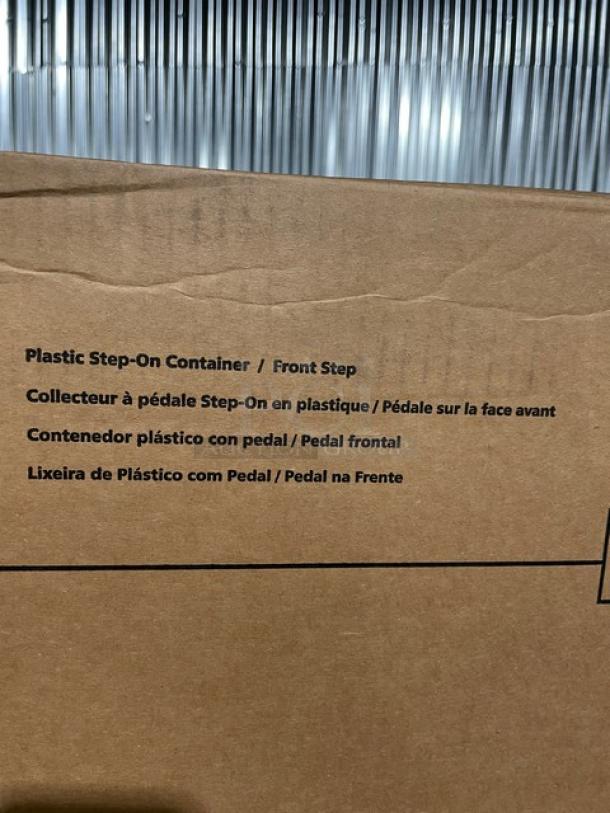 Plastic Step-On Container / Front Step
Collecteur à pédale Step-On en plastique / Pédale sur la face avant
Contenedor plástico con pedal / Pedal frontal
Lixeira de Plástico com Pedal / Pedal na Frente